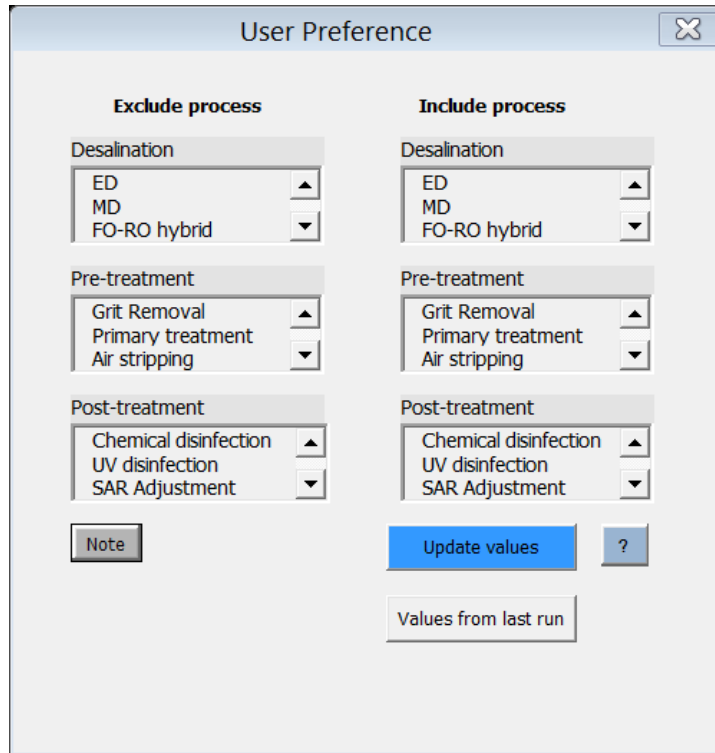 User Preference
Exclude process
Include process
Desalination
ED
MD
FO-RO hybrid
Desalination
ED
MD
FO-RO hybrid
Pre-treatment
Grit Removal
Primary treatment
Air stripping
Pre-treatment
Grit Removal
Primary treatment
Air stripping
Post-treatment
Chemical disinfection
UV disinfection
SAR Adjustment
Post-treatment
Chemical disinfection
UV disinfection
SAR Adjustment
Note
Update values
?
Values from last run